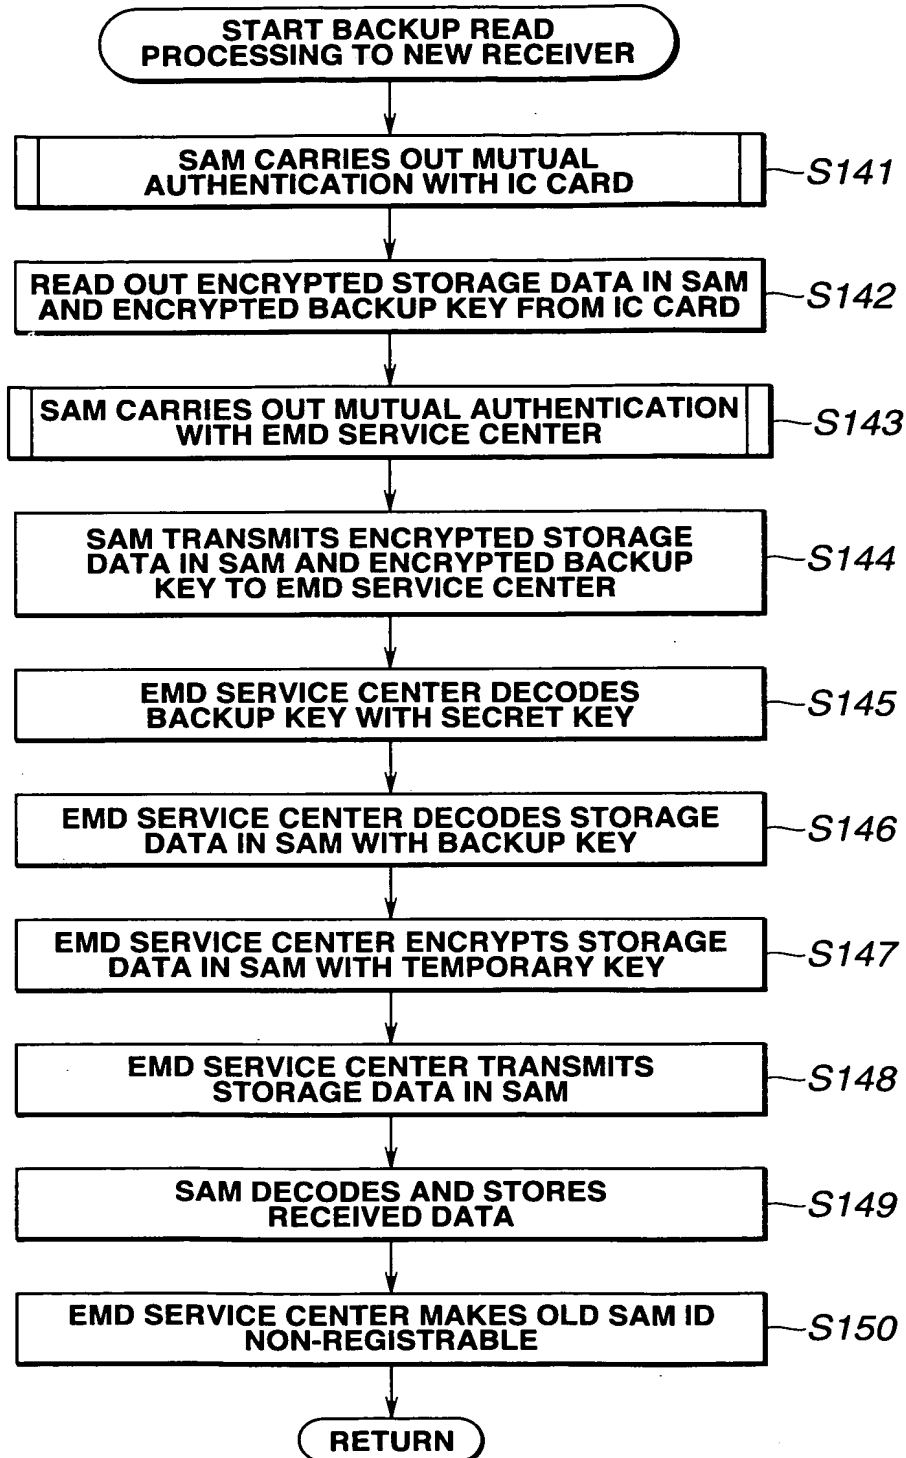 START BACKUP READ
PROCESSING TO NEW RECEIVER
SAM CARRIES OUT MUTUAL
AUTHENTICATION WITH IC CARD
S141
READ OUT ENCRYPTED STORAGE DATA IN SAM
AND ENCRYPTED BACKUP KEY FROM IC CARD
S142
SAM CARRIES OUT MUTUAL AUTHENTICATION
WITH EMD SERVICE CENTER
S143
SAM TRANSMITS ENCRYPTED STORAGE
DATA IN SAM AND ENCRYPTED BACKUP
KEY TO EMD SERVICE CENTER
S144
EMD SERVICE CENTER DECODES
BACKUP KEY WITH SECRET KEY
S145
EMD SERVICE CENTER DECODES STORAGE
DATA IN SAM WITH BACKUP KEY
S146
EMD SERVICE CENTER ENCRYPTS STORAGE
DATA IN SAM WITH TEMPORARY KEY
S147
EMD SERVICE CENTER TRANSMITS
STORAGE DATA IN SAM
S148
SAM DECODES AND STORES
RECEIVED DATA
S149
EMD SERVICE CENTER MAKES OLD SAM ID
NON-REGISTRABLE
S150
RETURN